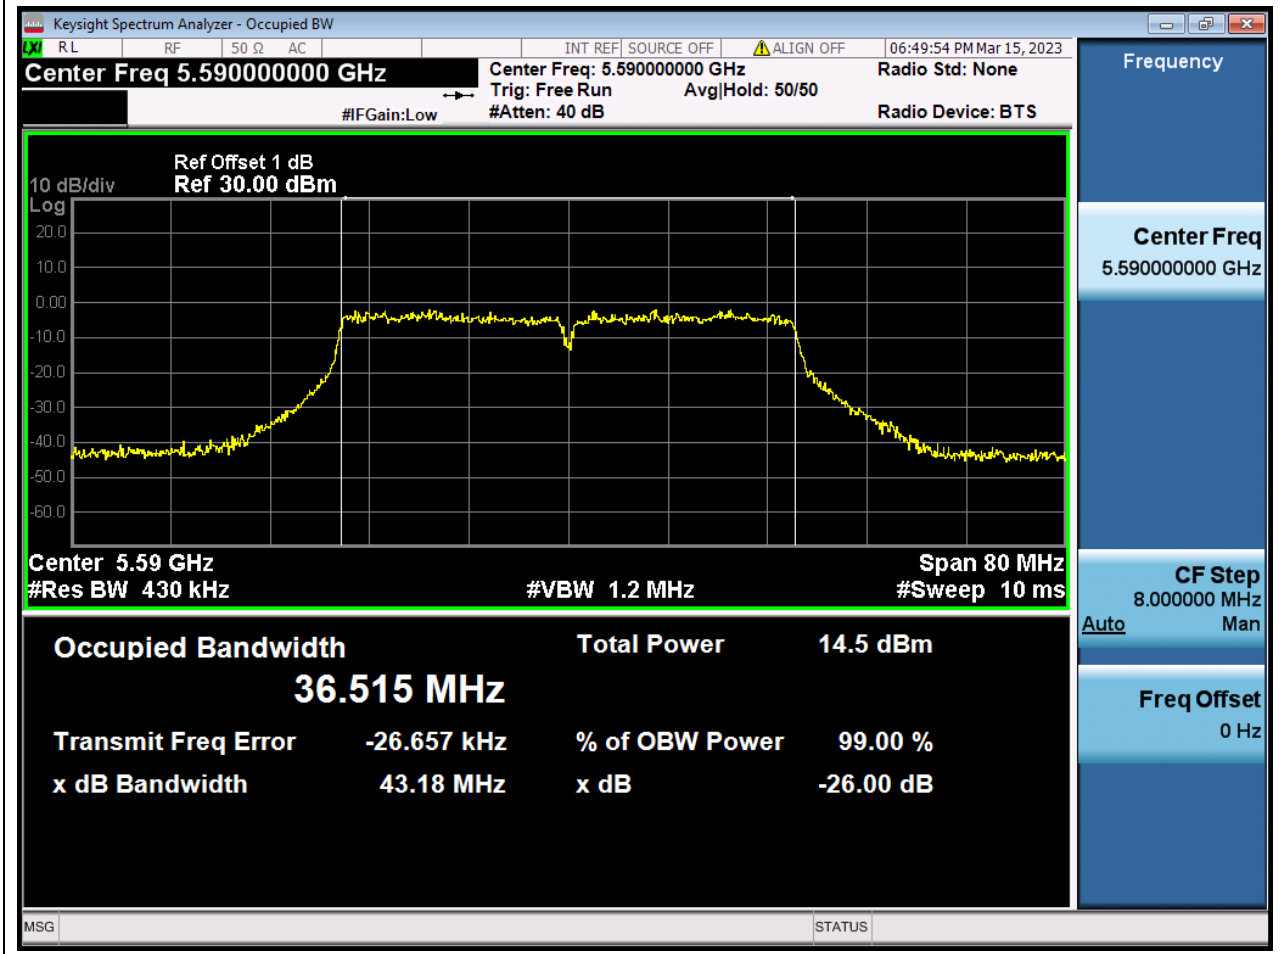 Keysight Spectrum Analyzer - Occupied BW
LXI RL RF 50 Ω AC INT REF SOURCE OFF ALIGN OFF 06:49:54 PM Mar 15, 2023
Center Freq 5.590000000 GHz
Center Freq: 5.590000000 GHz
Radio Std: None
Trig: Free Run Avg|Hold: 50/50
#IFGain:Low
#Atten: 40 dB
Radio Device: BTS
Ref Offset 1 dB
10 dB/div Ref 30.00 dBm
Log
20.0
10.0
0.00
-10.0
-20.0
-30.0
-40.0
-50.0
-60.0
Center 5.59 GHz Span 80 MHz
#Res BW 430 kHz #VBW 1.2 MHz #Sweep 10 ms
Occupied Bandwidth Total Power 14.5 dBm
36.515 MHz
Transmit Freq Error -26.657 kHz % of OBW Power 99.00 %
x dB Bandwidth 43.18 MHz x dB -26.00 dB
Frequency
Center Freq
5.590000000 GHz
CF Step
8.000000 MHz
Auto Man
Freq Offset
0 Hz
MSG STATUS